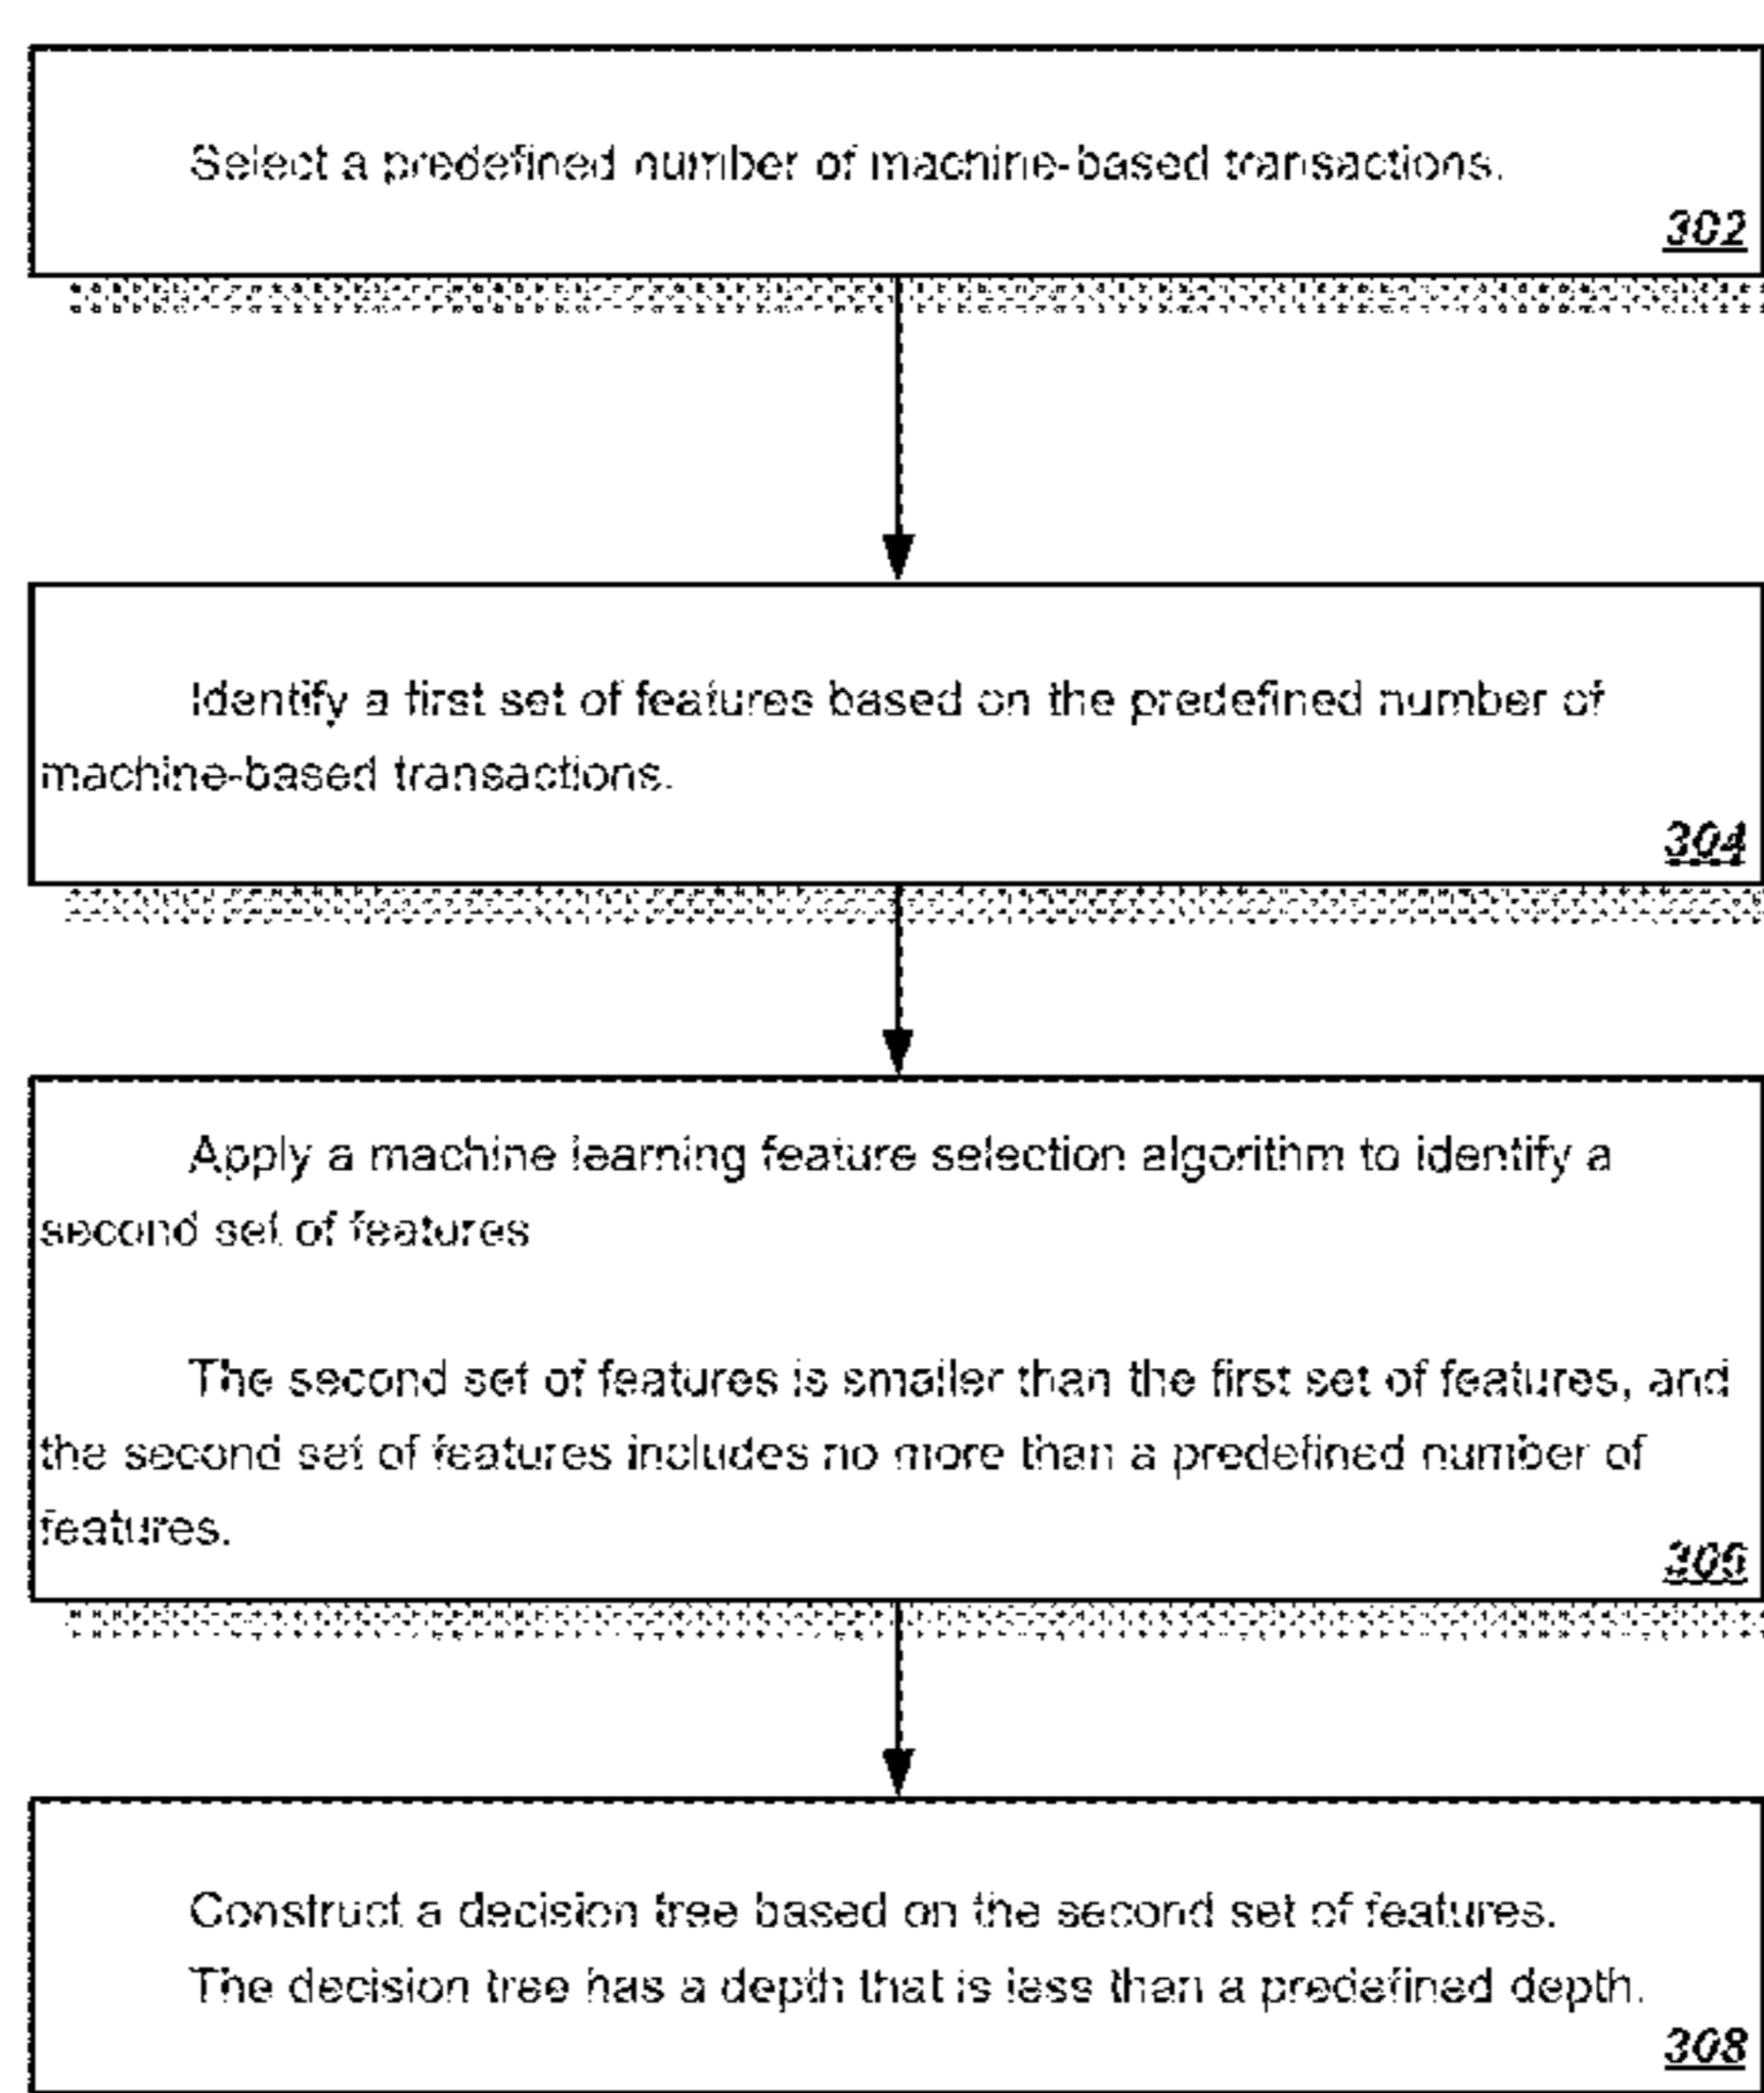 Select a predefined number of machine-based transactions.
302
Identify a first set of features based on the predefined number of
machine-based transactions.
304
Apply a machine learning feature selection algorithm to identify a
second set of features
The second set of features is smaller than the first set of features, and
the second set of features includes no more than a predefined number of
features.
306
Construct a decision tree based on the second set of features.
The decision tree has a depth that is less than a predefined depth.
308